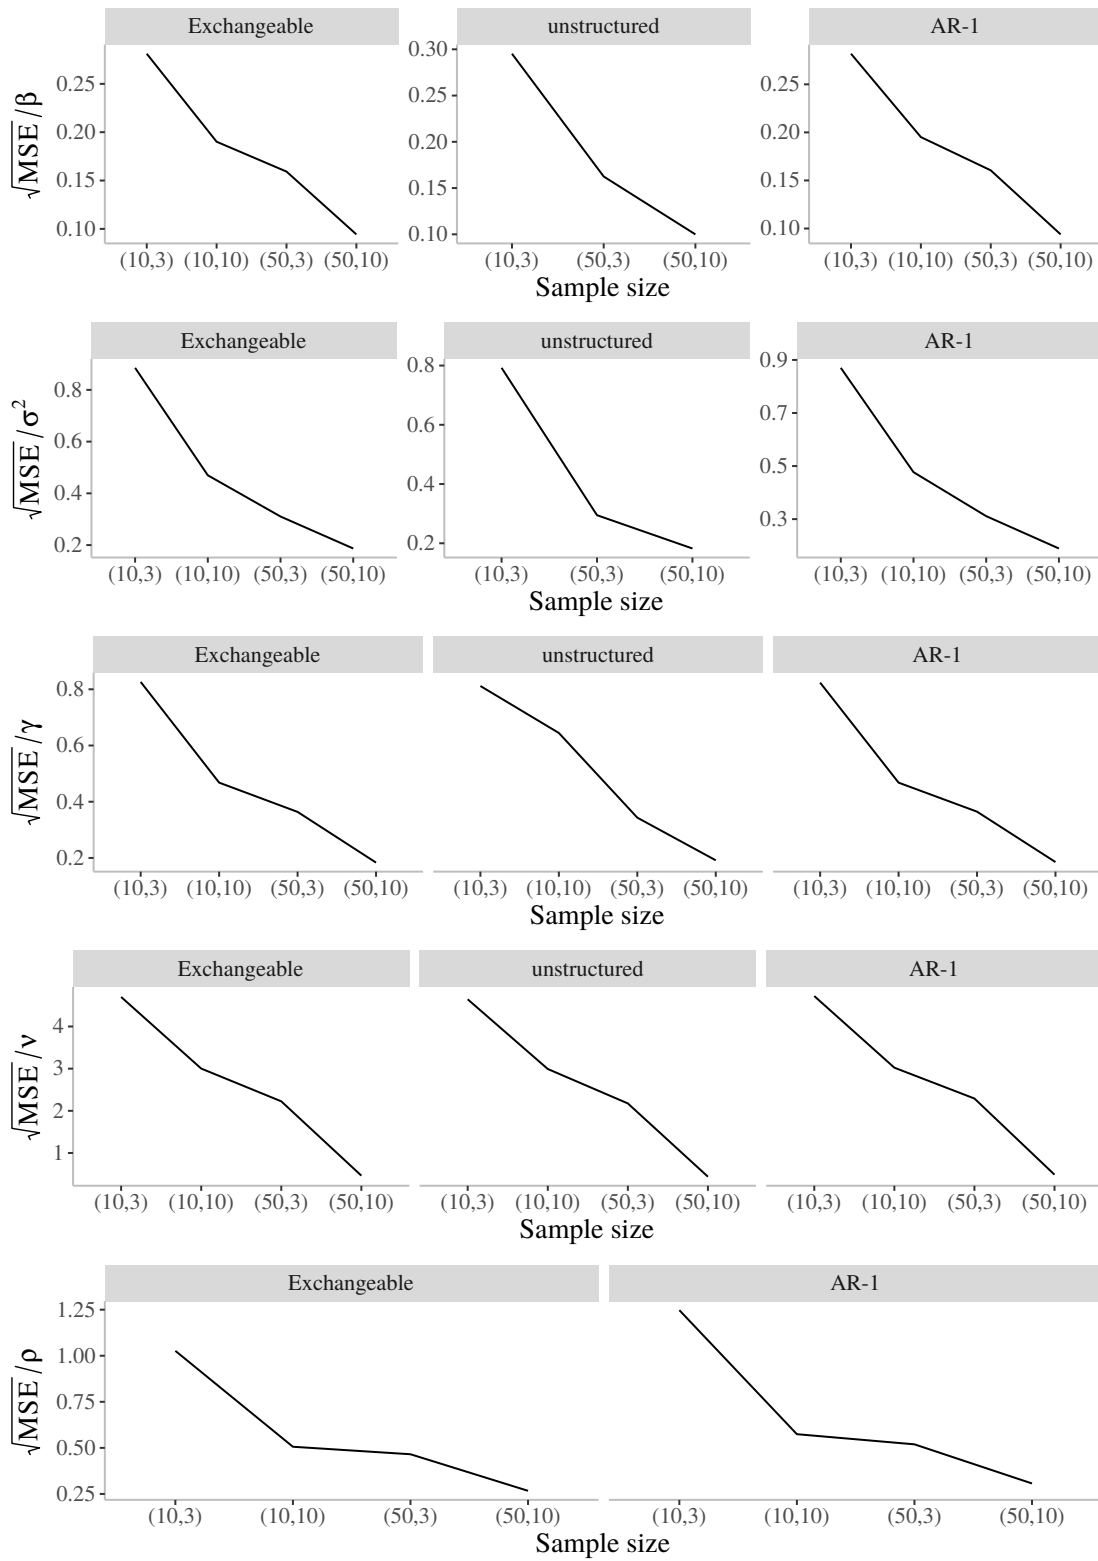 Exchangeable unstructured AR-1
√MSE/β
0.25 0.20 0.15 0.10
0.30 0.25 0.20 0.15 0.10
0.25 0.20 0.15 0.10
(10,3) (10,10) (50,3) (50,10) (10,3) (50,3) (50,10) (10,3) (10,10) (50,3) (50,10)
Sample size
Exchangeable unstructured AR-1
√MSE/σ²
0.8 0.6 0.4 0.2
0.8 0.6 0.4 0.2
0.9 0.7 0.5 0.3
(10,3) (10,10) (50,3) (50,10) (10,3) (50,3) (50,10) (10,3) (10,10) (50,3) (50,10)
Sample size
Exchangeable unstructured AR-1
√MSE/γ
0.8 0.6 0.4 0.2
(10,3) (10,10) (50,3) (50,10) (10,3) (10,10) (50,3) (50,10) (10,3) (10,10) (50,3) (50,10)
Sample size
Exchangeable unstructured AR-1
√MSE/ν
4 3 2 1
(10,3) (10,10) (50,3) (50,10) (10,3) (10,10) (50,3) (50,10) (10,3) (10,10) (50,3) (50,10)
Sample size
Exchangeable AR-1
√MSE/ρ
1.25 1.00 0.75 0.50 0.25
(10,3) (10,10) (50,3) (50,10) (10,3) (10,10) (50,3) (50,10)
Sample size